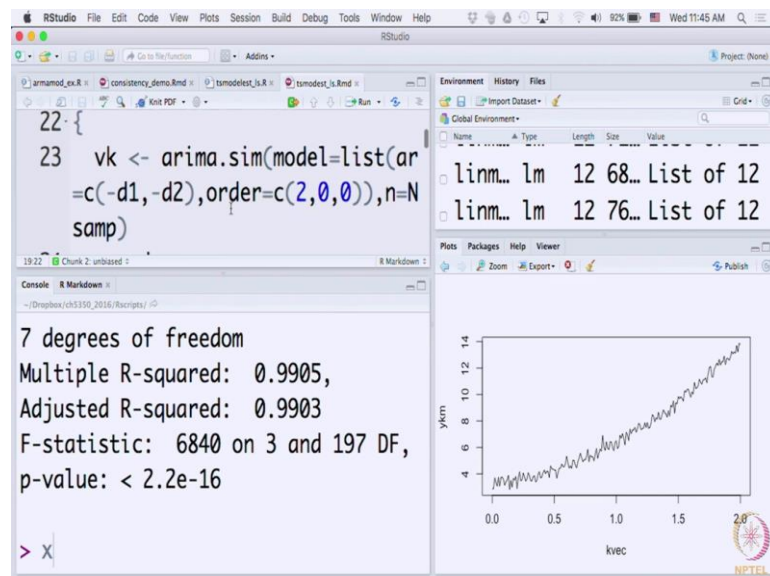 RStudio File Edit Code View Plots Session Build Debug Tools Window Help 92% Wed 11:45 AM
RStudio
Go to file/function Addins
Project: (None)
armamod_ex.R consistency_demo.Rmd tsmodelest_ls.R tsmodest_ls.Rmd
Knit PDF Run
22 {
23 vk <- arima.sim(model=list(ar
=c(-d1,-d2),order=c(2,0,0)),n=N
samp)
19:22 Chunk 2: unbiased R Markdown
Console R Markdown
~/Dropbox/ch5350_2016/Rscripts/
7 degrees of freedom
Multiple R-squared: 0.9905,
Adjusted R-squared: 0.9903
F-statistic: 6840 on 3 and 197 DF,
p-value: < 2.2e-16
> X
Environment History Files
Import Dataset Grid
Global Environment
Name Type Length Size Value
linm… lm 12 68… List of 12
linm… lm 12 76… List of 12
Plots Packages Help Viewer
Zoom Export Publish
14
12
10
8
6
4
ykm
0.0 0.5 1.0 1.5 2.0
kvec
NPTEL